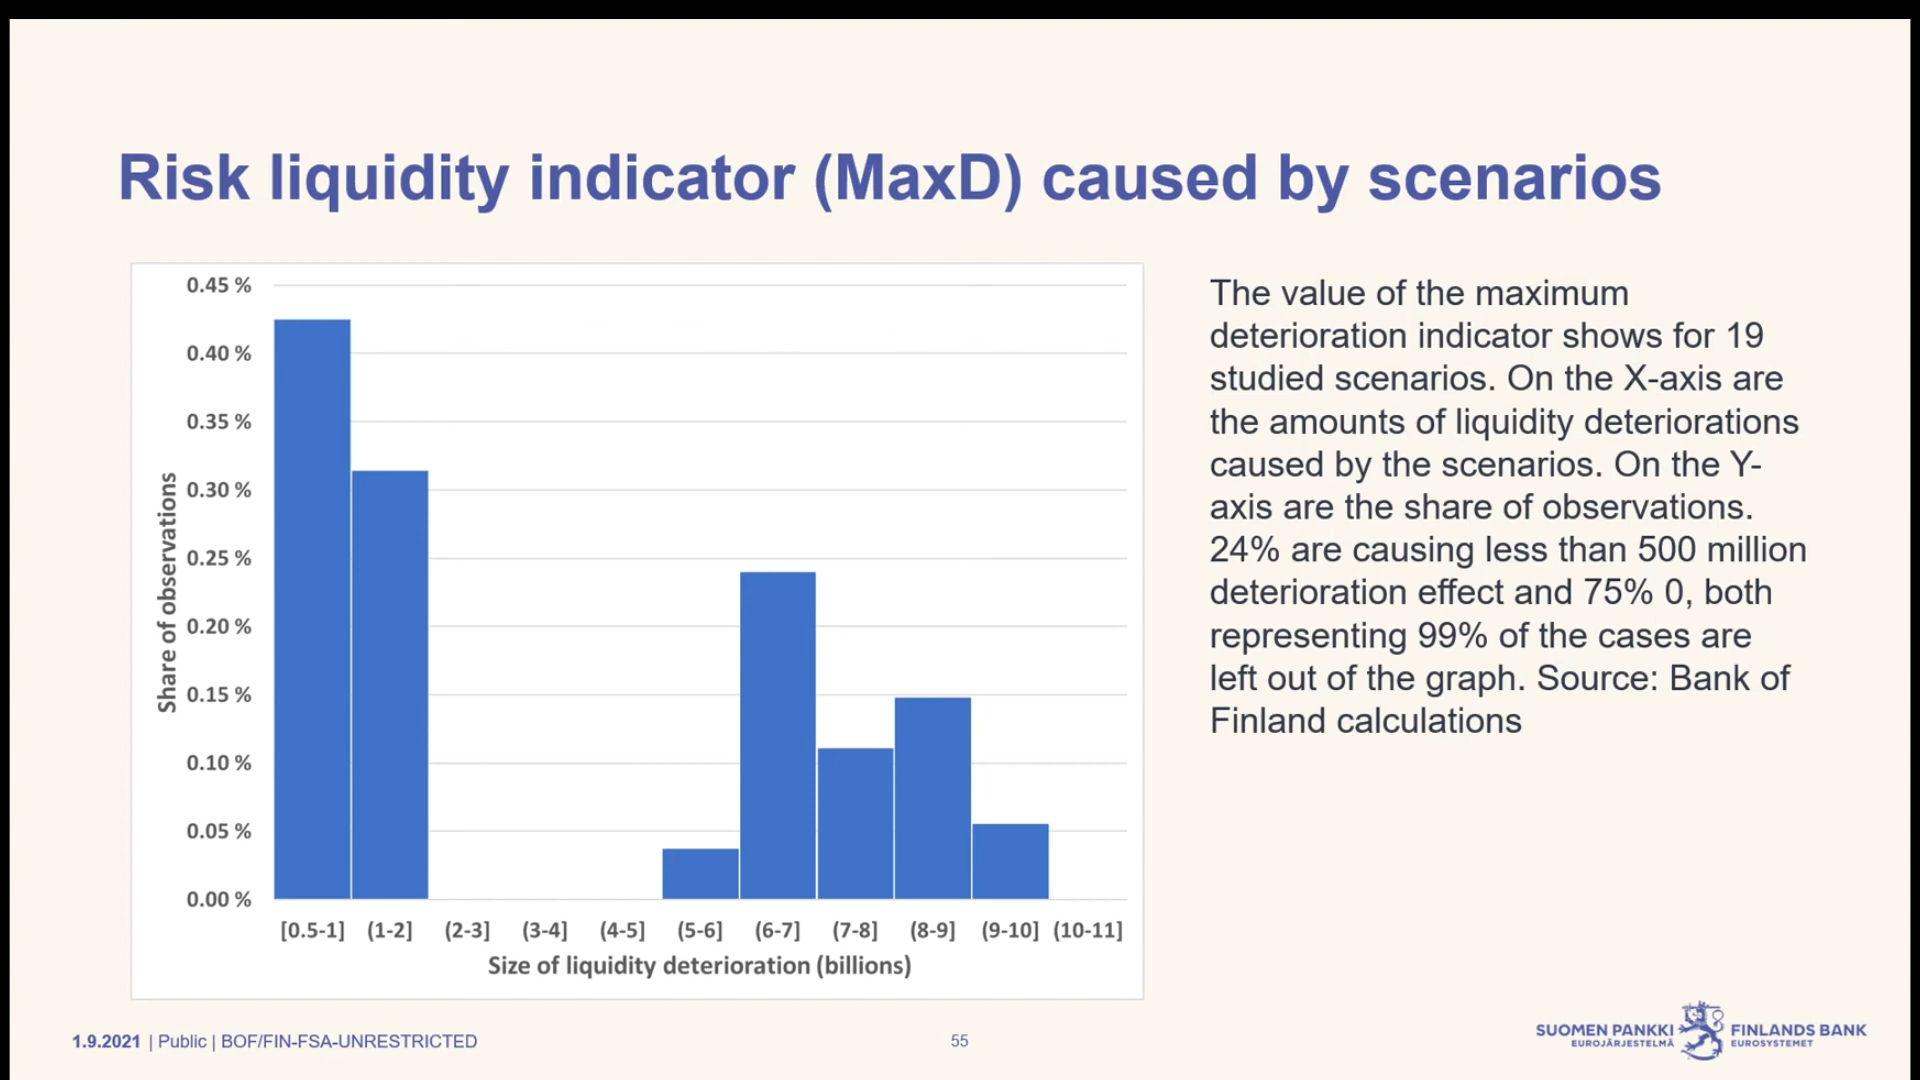 Risk liquidity indicator (MaxD) caused by scenarios
0.45 %
0.40 %
0.35 %
0.30 %
0.25 %
0.20 %
0.15 %
0.10 %
0.05 %
0.00 %
Share of observations
[0.5-1] (1-2] (2-3] (3-4] (4-5] (5-6] (6-7] (7-8] (8-9] (9-10] (10-11]
Size of liquidity deterioration (billions)
The value of the maximum
deterioration indicator shows for 19
studied scenarios. On the X-axis are
the amounts of liquidity deteriorations
caused by the scenarios. On the Y-
axis are the share of observations.
24% are causing less than 500 million
deterioration effect and 75% 0, both
representing 99% of the cases are
left out of the graph. Source: Bank of
Finland calculations
1.9.2021 | Public | BOF/FIN-FSA-UNRESTRICTED
55
SUOMEN PANKKI FINLANDS BANK
EUROJÄRJESTELMÄ EUROSYSTEMET